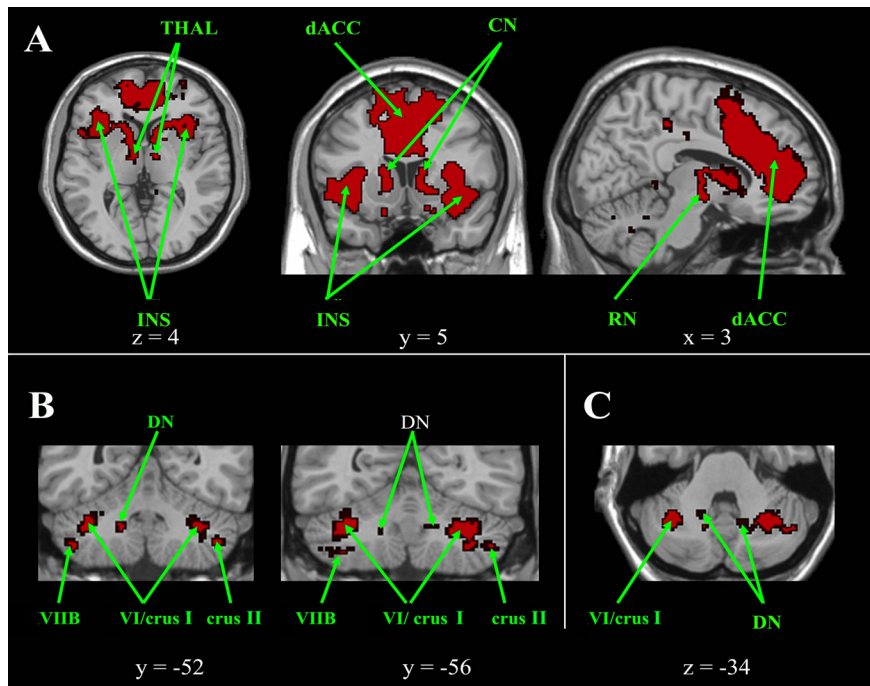 A
THAL
dACC
CN
INS
INS
RN
dACC
z = 4
y = 5
x = 3
B
C
DN
DN
VIIB
VI/crus I
crus II
VIIB
VI/ crus I
crus II
VI/crus I
DN
y = -52
y = -56
z = -34